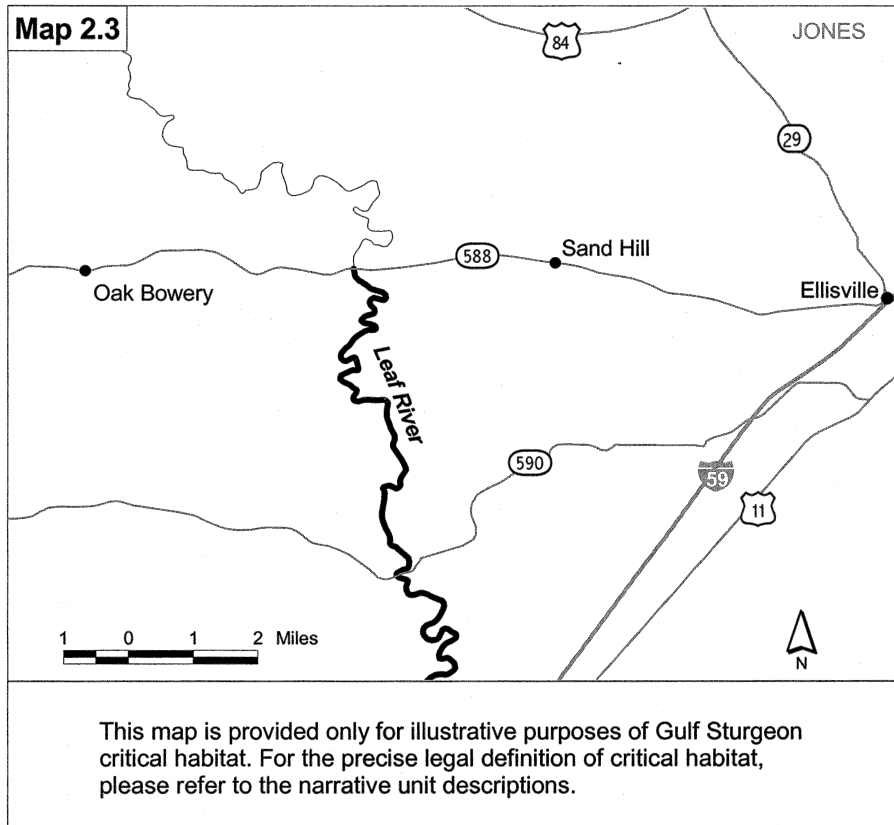 Map 2.3
84
JONES
29
588
Sand Hill
Oak Bowery
Ellisville
Leaf River
590
59
11
1 0 1 2 Miles
N
This map is provided only for illustrative purposes of Gulf Sturgeon
critical habitat. For the precise legal definition of critical habitat,
please refer to the narrative unit descriptions.